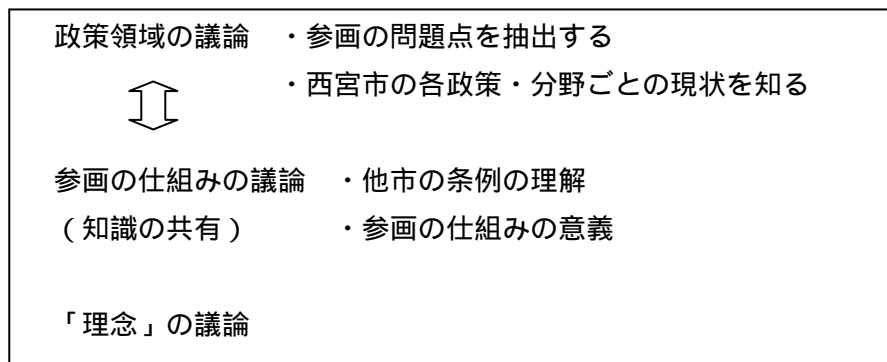 政策領域の議論　・参画の問題点を抽出する
・西宮市の各政策・分野ごとの現状を知る
参画の仕組みの議論　・他市の条例の理解
（知識の共有）　・参画の仕組みの意義
「理念」の議論